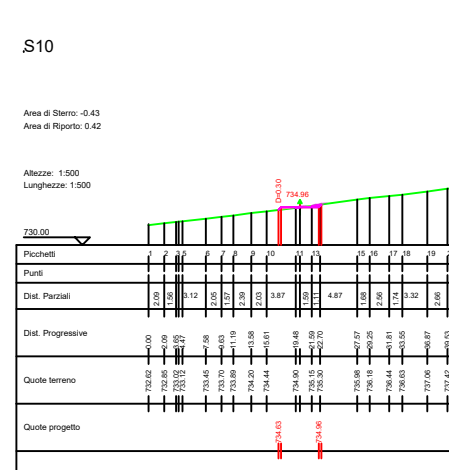 S10
Area di Sterro: -0.43
Area di Riporto: 0.42
Altezze: 1:500
Lunghezze: 1:500
D=0.30
734.96
730.00
Picchetti 1 2 3 5 6 7 8 9 10 11 13 15 16 17 18 19
Punti
Dist. Parziali 2.09 1.56 3.12 2.05 1.57 2.39 2.03 3.87 1.59 1.11 4.87 1.68 2.56 1.74 3.32 2.66
Dist. Progressive 0.00 2.09 3.65 4.47 7.58 9.63 11.19 13.58 15.61 19.48 21.59 22.70 27.57 29.25 31.81 33.55 36.87 39.53
Quote terreno 732.62 732.85 733.02 733.12 733.45 733.70 733.89 734.20 734.44 734.90 735.15 735.30 735.98 736.18 736.44 736.63 737.06 737.42
Quote progetto 734.63 734.96